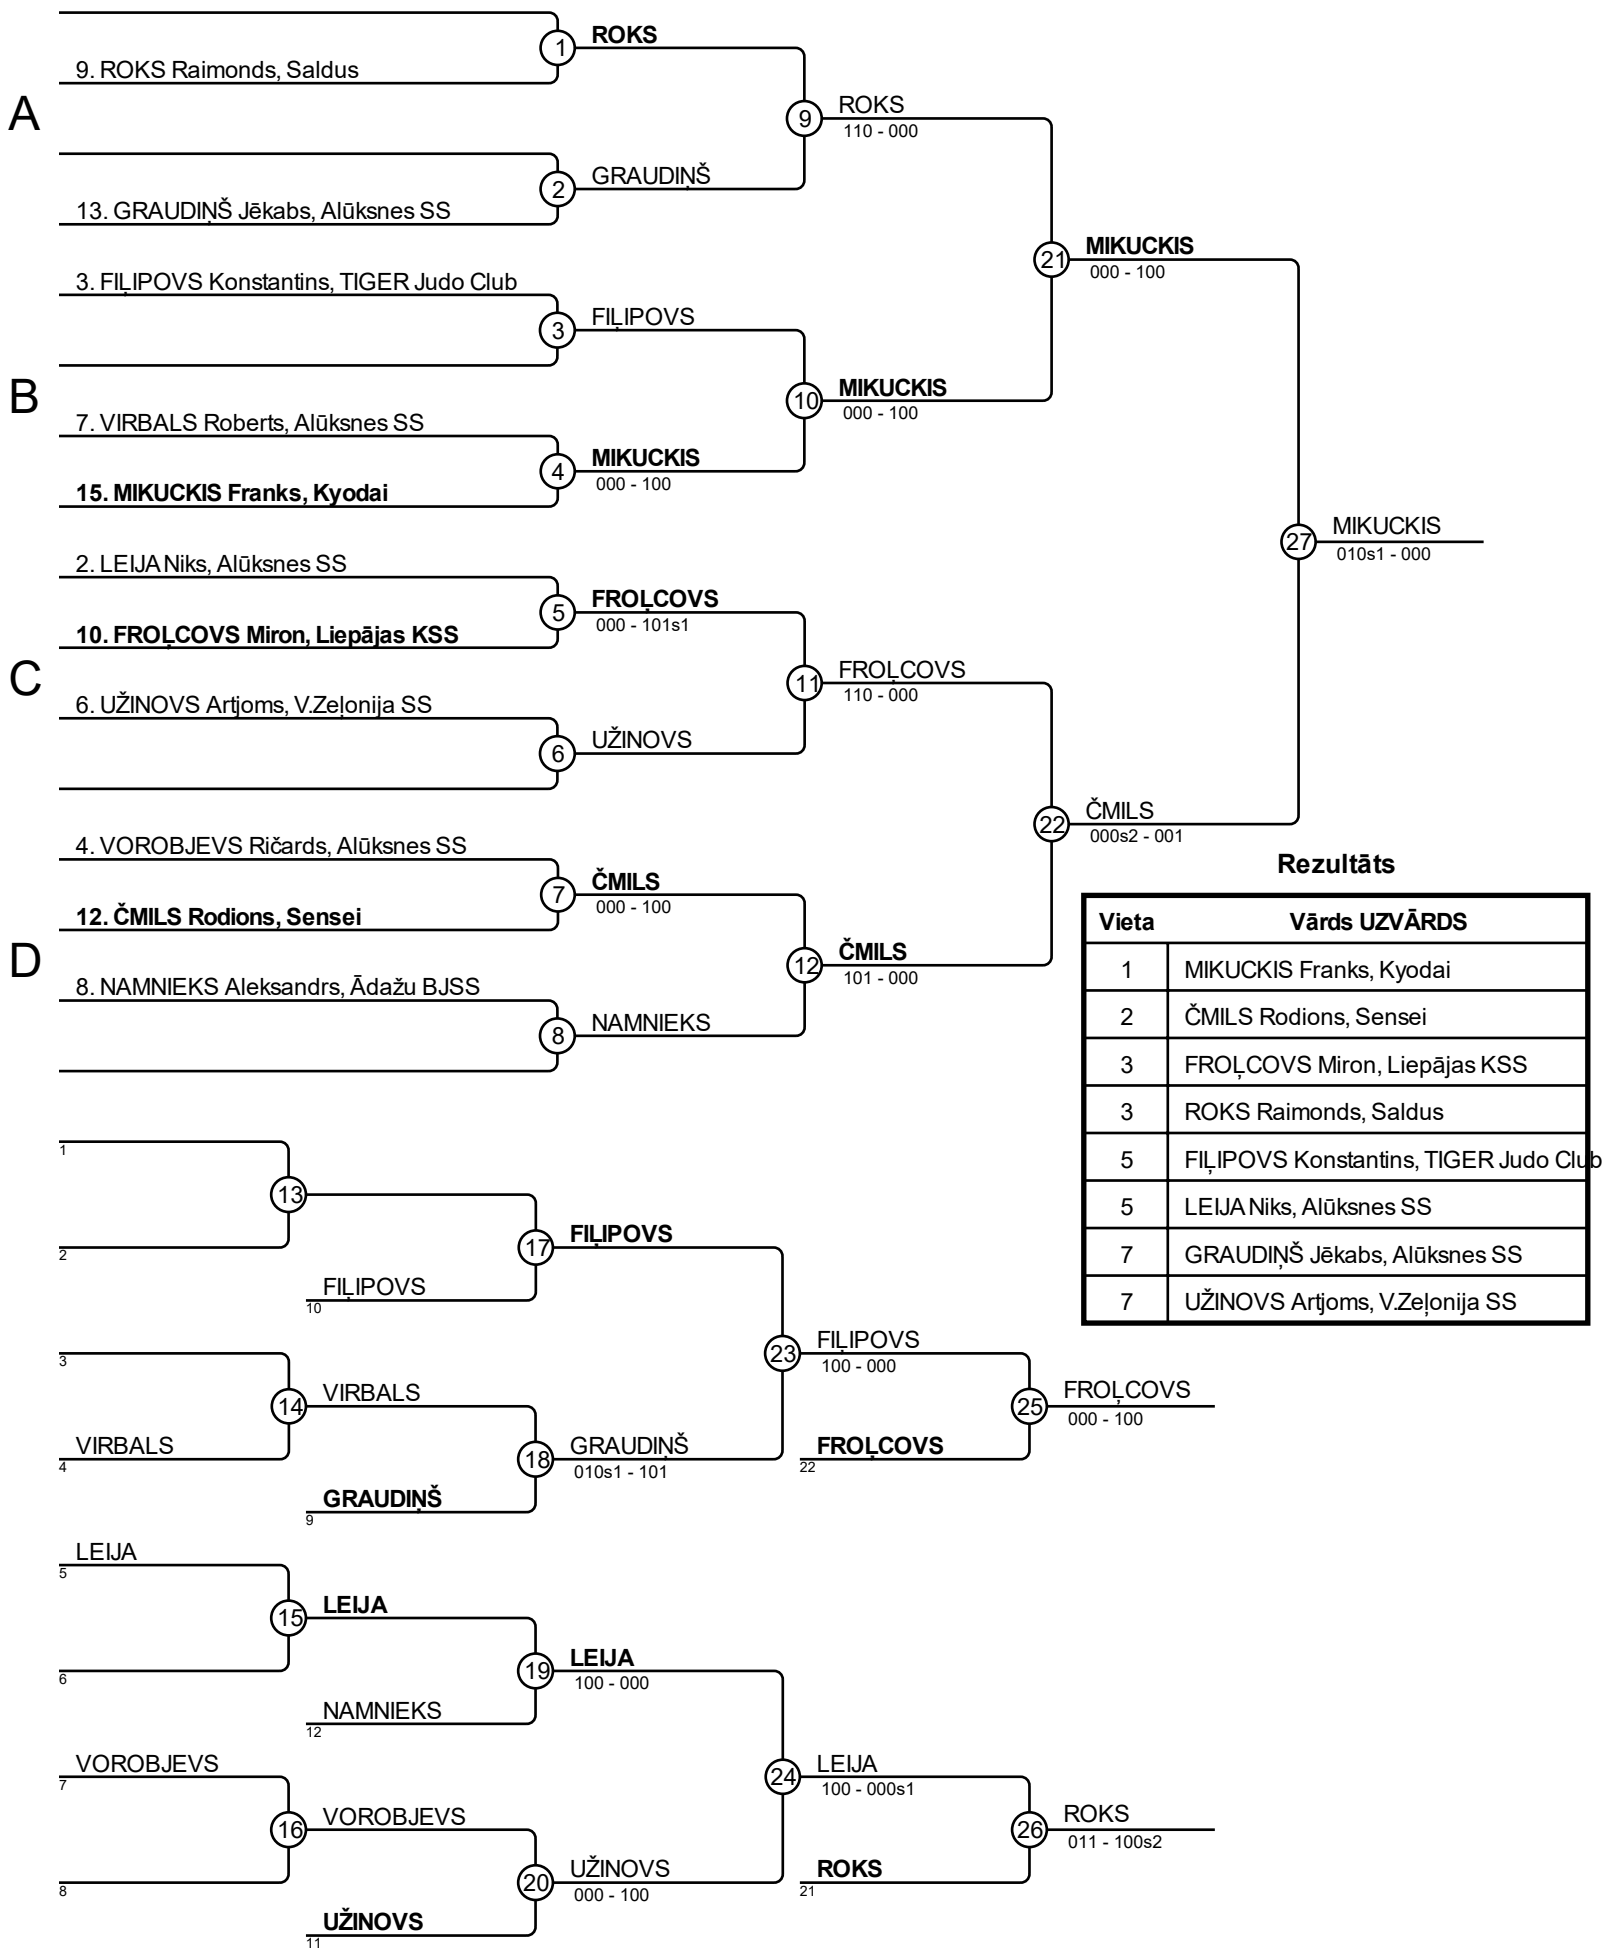 1
ROKS
9. ROKS Raimonds, Saldus
A
9
ROKS
110 - 000
2
GRAUDIŅŠ
13. GRAUDIŅŠ Jēkabs, Alūksnes SS
21
MIKUCKIS
000 - 100
3. FIĻIPOVS Konstantins, TIGER Judo Club
3
FIĻIPOVS
B
10
MIKUCKIS
000 - 100
7. VIRBALS Roberts, Alūksnes SS
4
MIKUCKIS
000 - 100
15. MIKUCKIS Franks, Kyodai
27
MIKUCKIS
010s1 - 000
2. LEIJA Niks, Alūksnes SS
5
FROĻCOVS
000 - 101s1
10. FROĻCOVS Miron, Liepājas KSS
C
11
FROĻCOVS
110 - 000
6. UŽINOVS Artjoms, V.Zeļonija SS
6
UŽINOVS
22
ČMILS
000s2 - 001
4. VOROBJEVS Ričards, Alūksnes SS
7
ČMILS
000 - 100
12. ČMILS Rodions, Sensei
D
12
ČMILS
101 - 000
8. NAMNIEKS Aleksandrs, Ādažu BJSS
8
NAMNIEKS
Rezultāts
Vieta Vārds UZVĀRDS
1 MIKUCKIS Franks, Kyodai
2 ČMILS Rodions, Sensei
3 FROĻCOVS Miron, Liepājas KSS
3 ROKS Raimonds, Saldus
5 FIĻIPOVS Konstantins, TIGER Judo Club
5 LEIJA Niks, Alūksnes SS
7 GRAUDIŅŠ Jēkabs, Alūksnes SS
7 UŽINOVS Artjoms, V.Zeļonija SS
1
13
2
17
FIĻIPOVS
FIĻIPOVS
10
23
FIĻIPOVS
100 - 000
3
14
VIRBALS
VIRBALS
4
18
GRAUDIŅŠ
010s1 - 101
GRAUDIŅŠ
9
25
FROĻCOVS
000 - 100
FROĻCOVS
22
LEIJA
5
15
LEIJA
6
19
LEIJA
100 - 000
NAMNIEKS
12
24
LEIJA
100 - 000s1
VOROBJEVS
7
16
VOROBJEVS
8
20
UŽINOVS
000 - 100
UŽINOVS
11
26
ROKS
011 - 100s2
ROKS
21